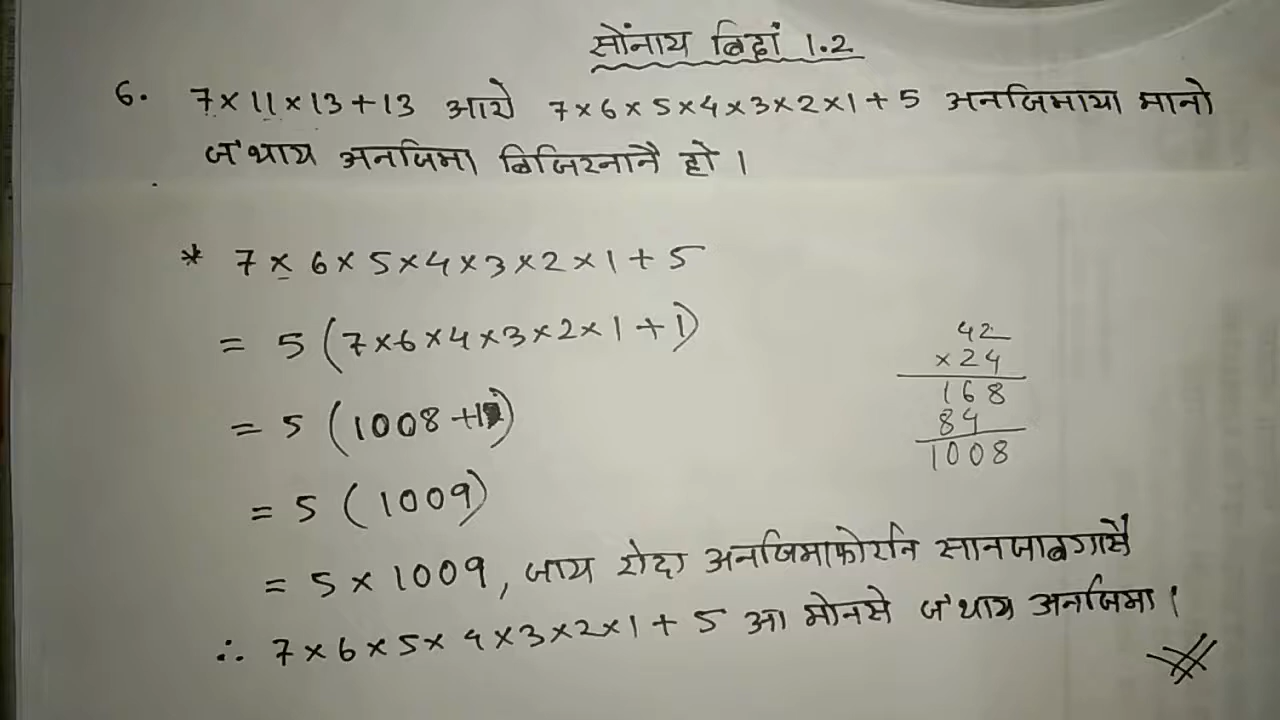 सोंनाय बिदां 1.2
6. 7×11×13+13 आरो 7×6×5×4×3×2×1+5 अनजिमाया मानो
ज'थाय अनजिमा बिजिरनानै हो।
* 7×6×5×4×3×2×1+5
= 5(7×6×4×3×2×1+1)
= 5(1008+1)
= 5(1009)
= 5×1009, जाय रोदा अनजिमाफोरनि सानजाबगासै
∴ 7×6×5×4×3×2×1+5 आ मोनसे ज'थाय अनजिमा।
42
×24
168
84
1008